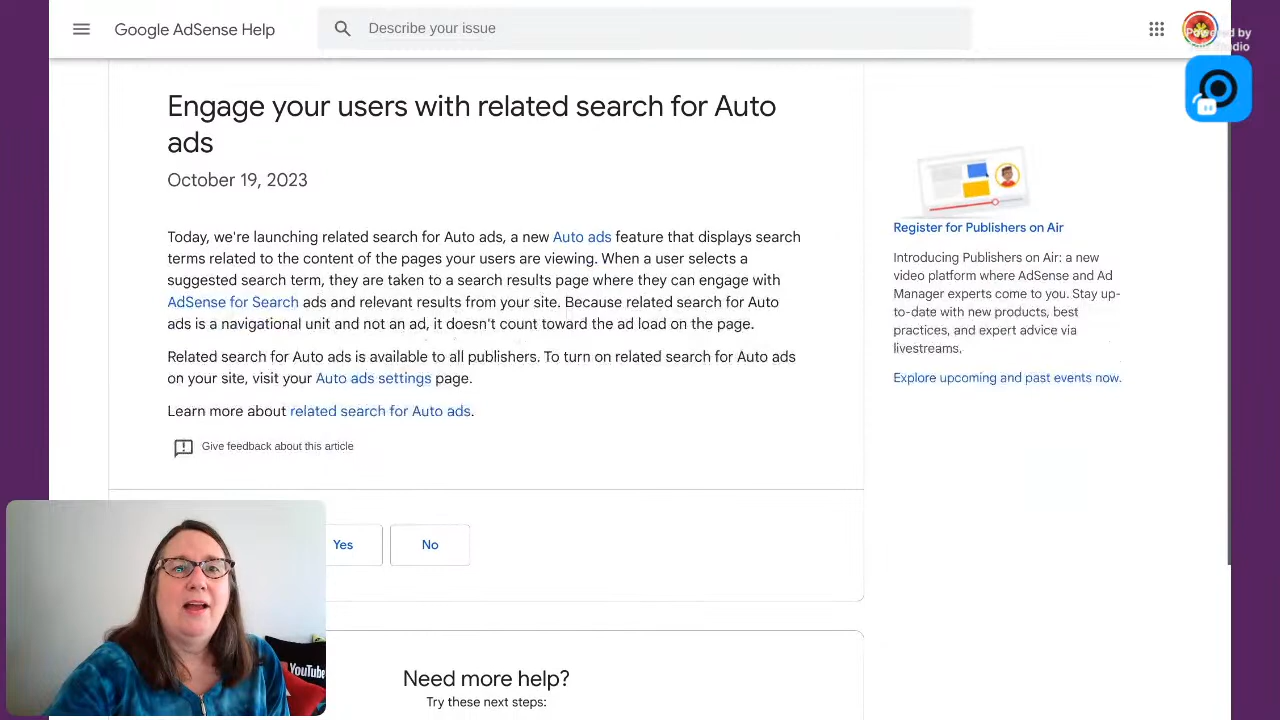 Google AdSense Help
Describe your issue
Powered by
Engage your users with related search for Auto
ads
October 19, 2023
Today, we're launching related search for Auto ads, a new Auto ads feature that displays search
terms related to the content of the pages your users are viewing. When a user selects a
suggested search term, they are taken to a search results page where they can engage with
AdSense for Search ads and relevant results from your site. Because related search for Auto
ads is a navigational unit and not an ad, it doesn't count toward the ad load on the page.
Related search for Auto ads is available to all publishers. To turn on related search for Auto ads
on your site, visit your Auto ads settings page.
Learn more about related search for Auto ads.
Give feedback about this article
Yes
No
Need more help?
Try these next steps:
Register for Publishers on Air
Introducing Publishers on Air: a new
video platform where AdSense and Ad
Manager experts come to you. Stay up-
to-date with new products, best
practices, and expert advice via
livestreams.
Explore upcoming and past events now.
YouTube